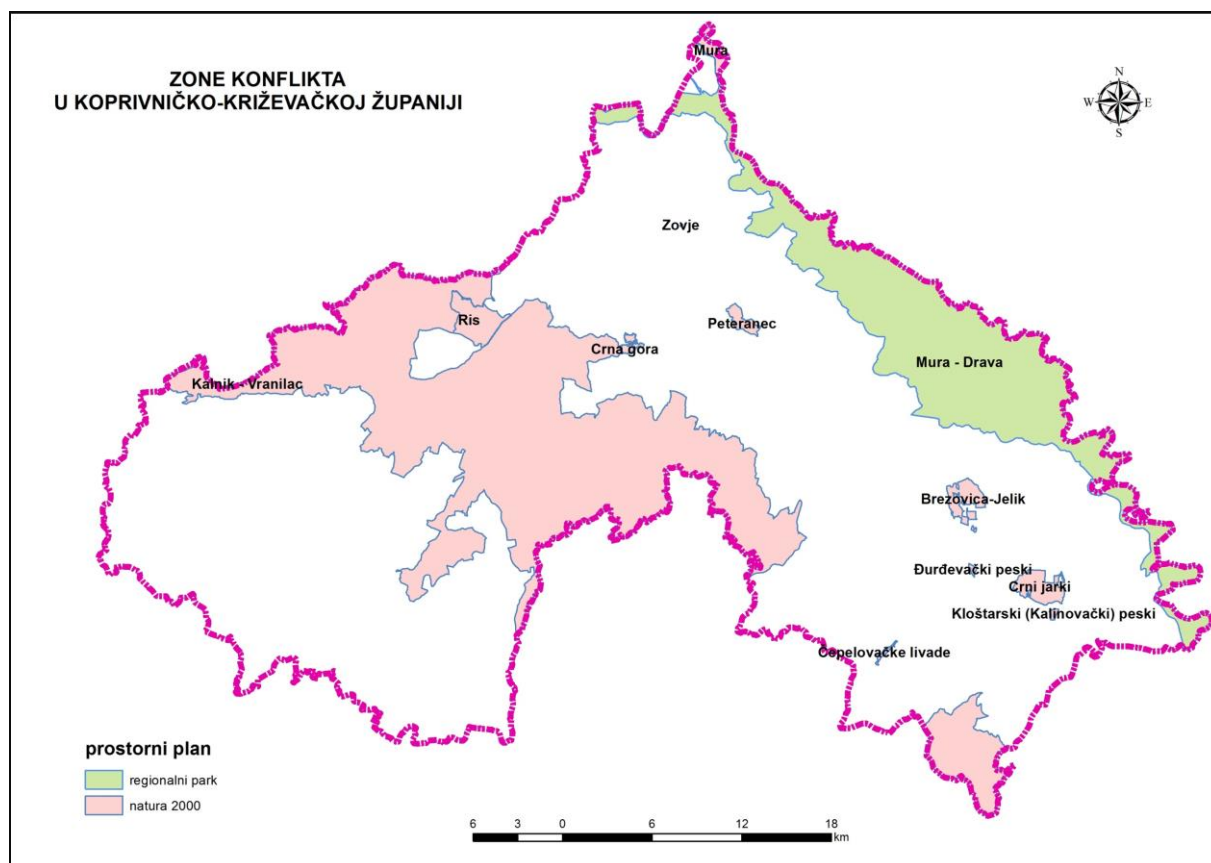 ZONE KONFLIKTA
U KOPRIVNIČKO-KRIŽEVAČKOJ ŽUPANIJI
Mura
N
W E
S
Zovje
Ris
Peteranec
Crna gora
Mura - Drava
Kalnik - Vranilac
Brezovica-Jelik
Đurđevački peski
Crni jarki
Kloštarski (Kalinovački) peski
Čepelovačke livade
prostorni plan
regionalni park
natura 2000
6 3 0 6 12 18
km